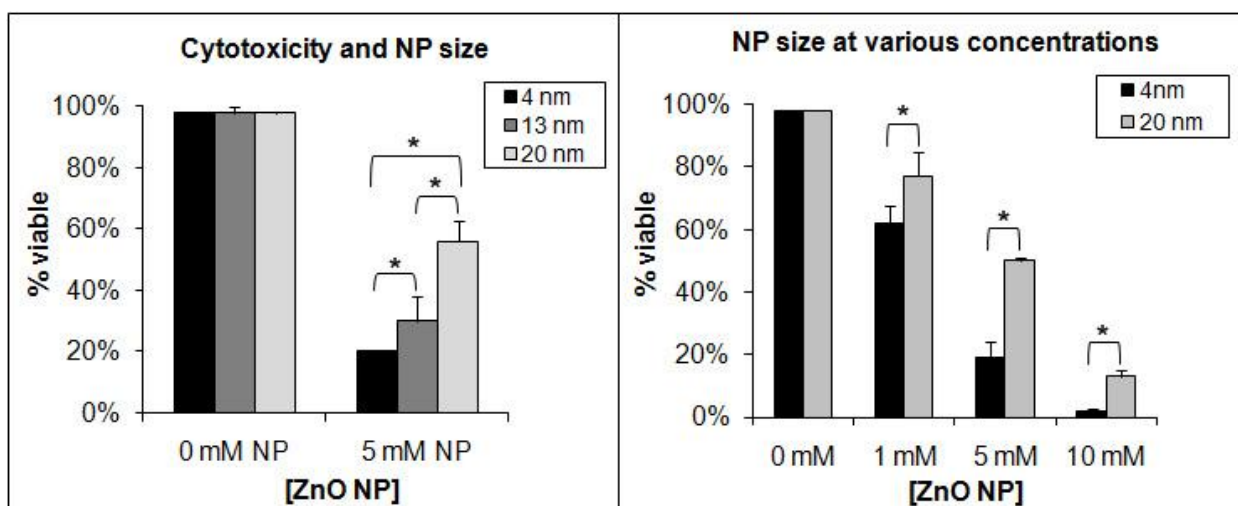 Cytotoxicity and NP size
4 nm
13 nm
20 nm
% viable
100%
80%
60%
40%
20%
0%
*
*
*
0 mM NP 5 mM NP
[ZnO NP]
NP size at various concentrations
4nm
20 nm
% viable
100%
80%
60%
40%
20%
0%
*
*
*
0 mM 1 mM 5 mM 10 mM
[ZnO NP]